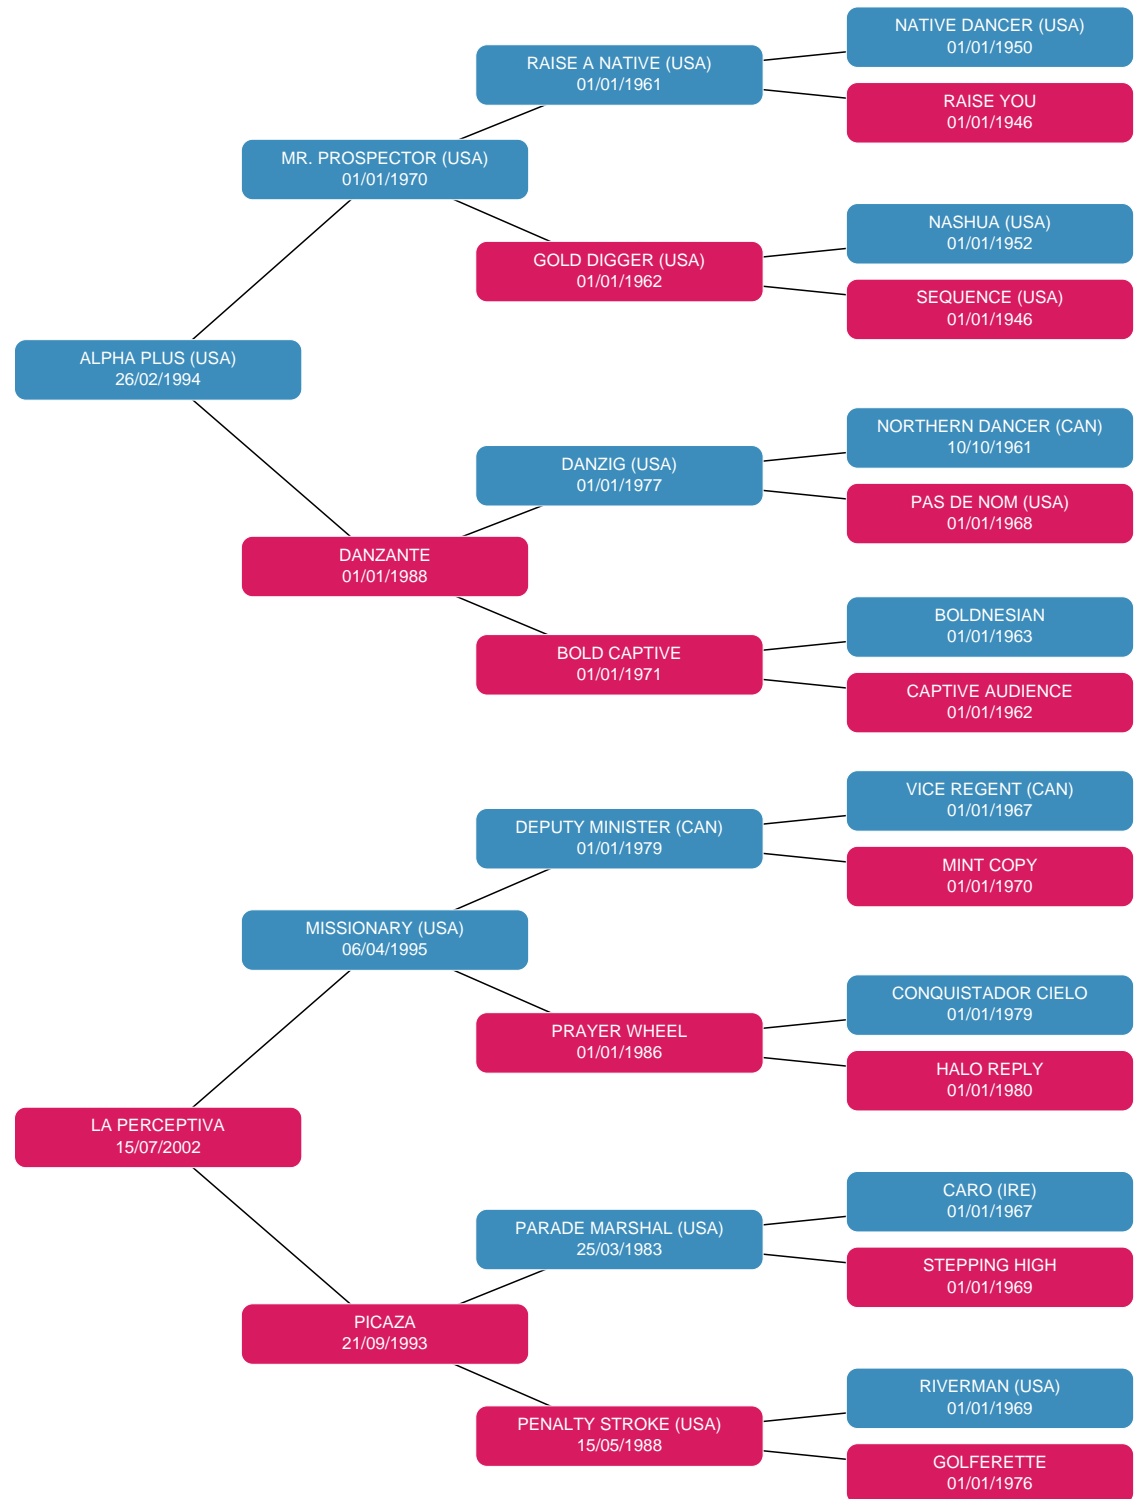 NATIVE DANCER (USA)
01/01/1950
RAISE A NATIVE (USA)
01/01/1961
RAISE YOU
01/01/1946
MR. PROSPECTOR (USA)
01/01/1970
NASHUA (USA)
01/01/1952
GOLD DIGGER (USA)
01/01/1962
SEQUENCE (USA)
01/01/1946
ALPHA PLUS (USA)
26/02/1994
NORTHERN DANCER (CAN)
10/10/1961
DANZIG (USA)
01/01/1977
PAS DE NOM (USA)
01/01/1968
DANZANTE
01/01/1988
BOLDNESIAN
01/01/1963
BOLD CAPTIVE
01/01/1971
CAPTIVE AUDIENCE
01/01/1962
VICE REGENT (CAN)
01/01/1967
DEPUTY MINISTER (CAN)
01/01/1979
MINT COPY
01/01/1970
MISSIONARY (USA)
06/04/1995
CONQUISTADOR CIELO
01/01/1979
PRAYER WHEEL
01/01/1986
HALO REPLY
01/01/1980
LA PERCEPTIVA
15/07/2002
CARO (IRE)
01/01/1967
PARADE MARSHAL (USA)
25/03/1983
STEPPING HIGH
01/01/1969
PICAZA
21/09/1993
RIVERMAN (USA)
01/01/1969
PENALTY STROKE (USA)
15/05/1988
GOLFERETTE
01/01/1976